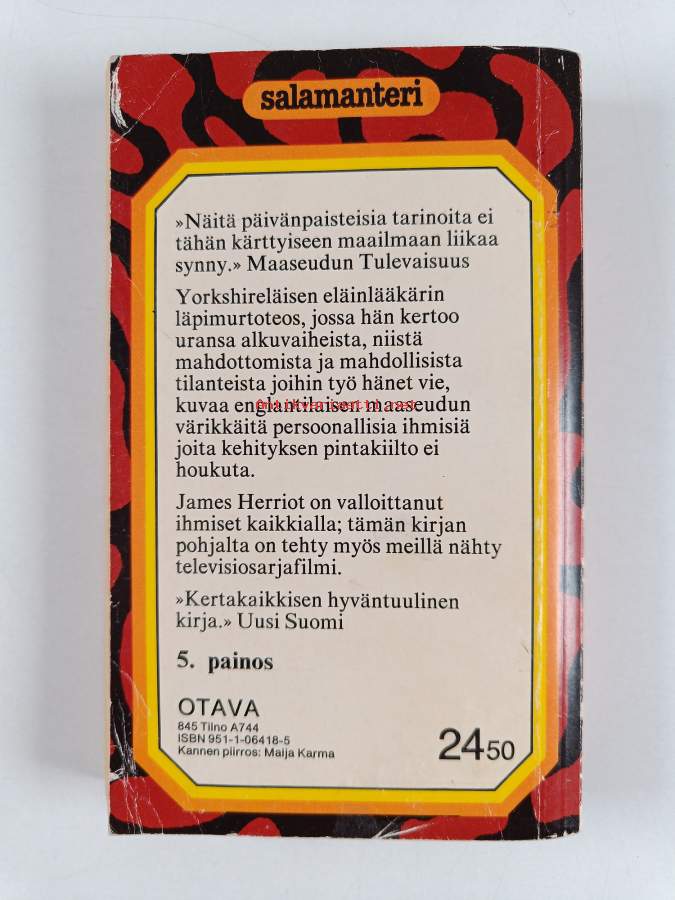 salamanteri
»Näitä päivänpaisteisia tarinoita ei
tähän kärttyiseen maailmaan liikaa
synny.» Maaseudun Tulevaisuus
Yorkshireläisen eläinlääkärin
läpimurtoteos, jossa hän kertoo
uransa alkuvaiheista, niistä
mahdottomista ja mahdollisista
tilanteista joihin työ hänet vie,
kuvaa englantilaisen maaseudun
Antikvariaatti.net
värikkäitä persoonallisia ihmisiä
joita kehityksen pintakiilto ei
houkuta.
James Herriot on valloittanut
ihmiset kaikkialla; tämän kirjan
pohjalta on tehty myös meillä nähty
televisiosarjafilmi.
»Kertakaikkisen hyväntuulinen
kirja.» Uusi Suomi
5. painos
OTAVA
845 Tilno A744
ISBN 951-1-06418-5
Kannen piirros: Maija Karma
24 50